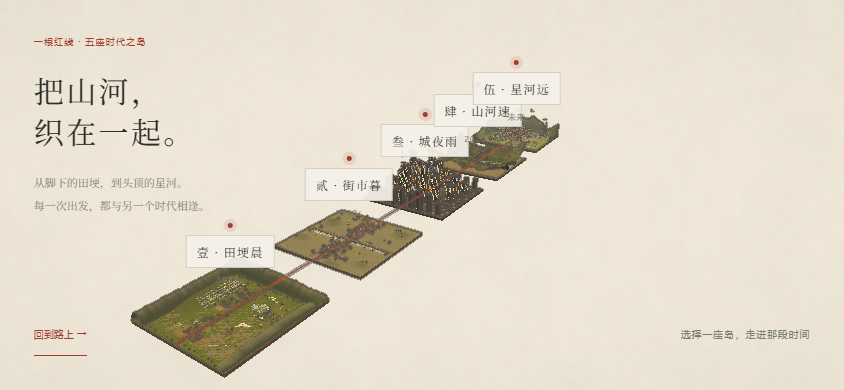 一根红线 · 五座时代之岛
把山河，
织在一起。
从脚下的田埂，到头顶的星河。
每一次出发，都与另一个时代相逢。
伍 · 星河远
肆 · 山河速
未来
叁 · 城夜雨
贰 · 街市暮
壹 · 田埂晨
回到路上 →
选择一座岛，走进那段时间